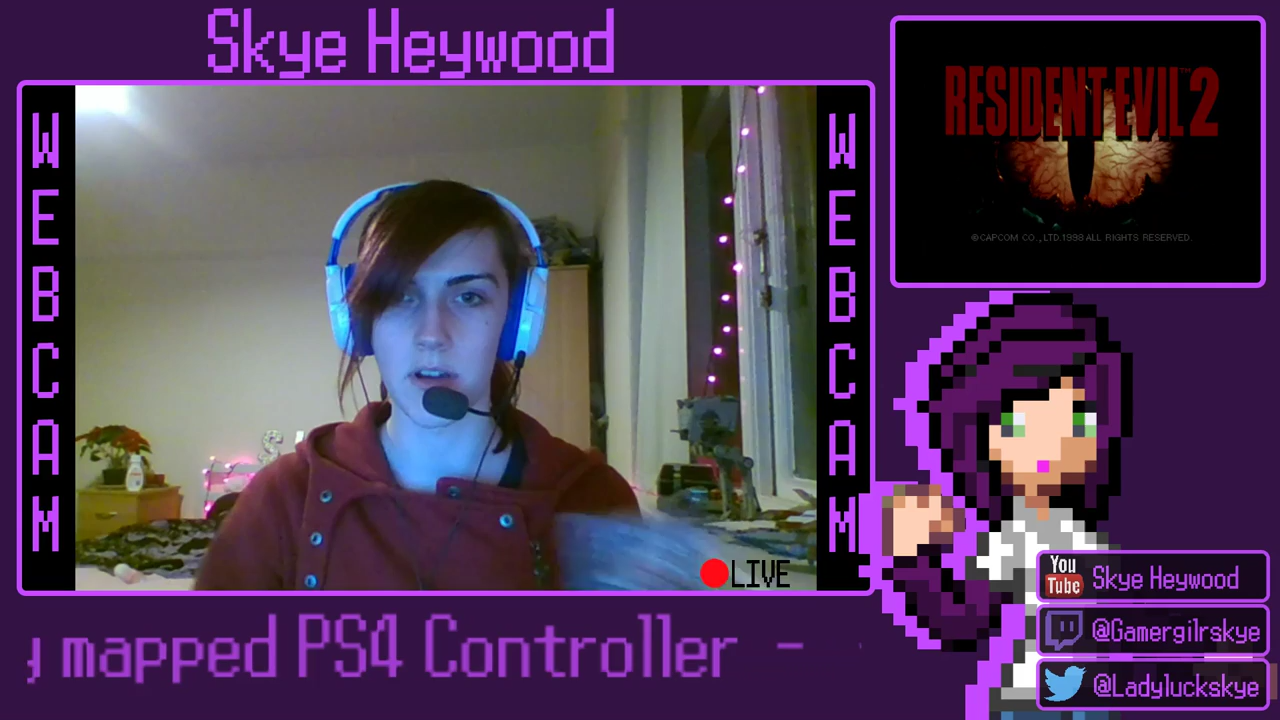 Skye Heywood
WEBCAM
WEBCAM
RESIDENT EVIL 2
™
©CAPCOM CO., LTD.1998 ALL RIGHTS RESERVED.
LIVE
y mapped PS4 Controller -
You
Tube
Skye Heywood
@Gamergilrskye
@Ladyluckskye